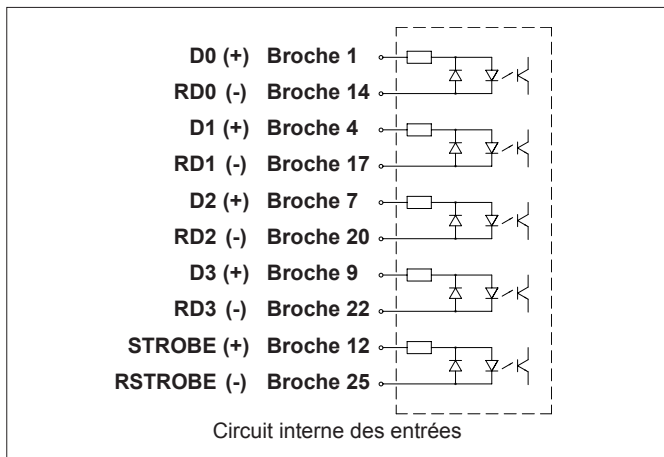 D0 (+) Broche 1
RD0 (-) Broche 14
D1 (+) Broche 4
RD1 (-) Broche 17
D2 (+) Broche 7
RD2 (-) Broche 20
D3 (+) Broche 9
RD3 (-) Broche 22
STROBE (+) Broche 12
RSTROBE (-) Broche 25
Circuit interne des entrées